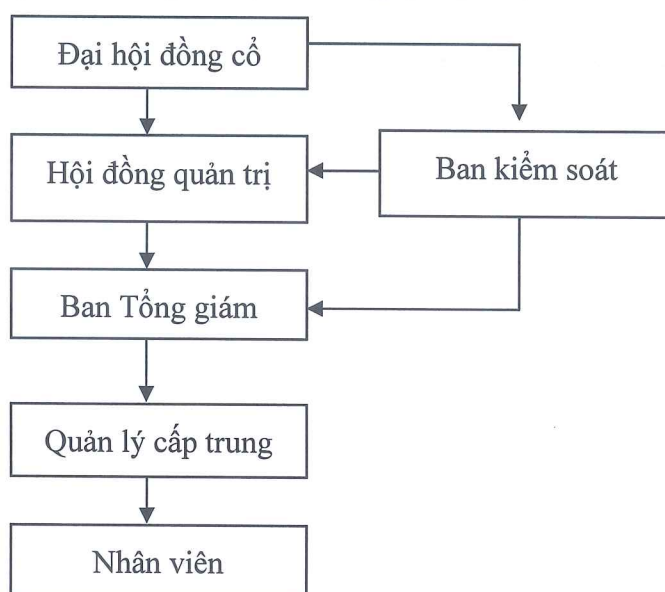 Đại hội đồng cổ
Hội đồng quản trị
Ban kiểm soát
Ban Tổng giám
Quản lý cấp trung
Nhân viên